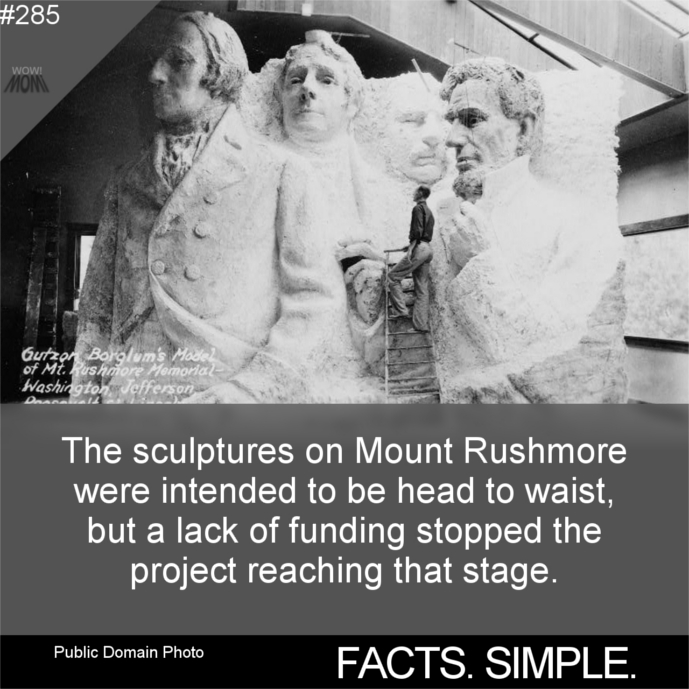 #285
WOW!
MOM
Gutzon Borglum's Model
of Mt. Rushmore Memorial-
Washington Jefferson
The sculptures on Mount Rushmore
were intended to be head to waist,
but a lack of funding stopped the
project reaching that stage.
Public Domain Photo
FACTS. SIMPLE.